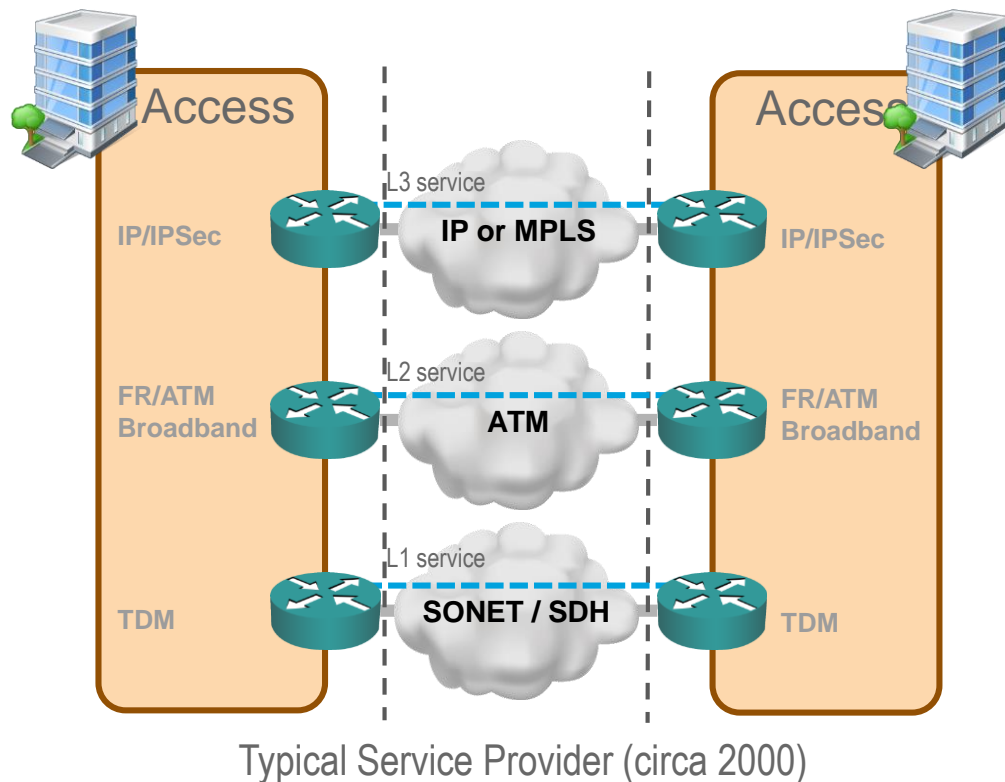 Access
Access
L3 service
IP or MPLS
IP/IPSec
IP/IPSec
L2 service
FR/ATM
Broadband
ATM
FR/ATM
Broadband
L1 service
SONET / SDH
TDM
TDM
Typical Service Provider (circa 2000)